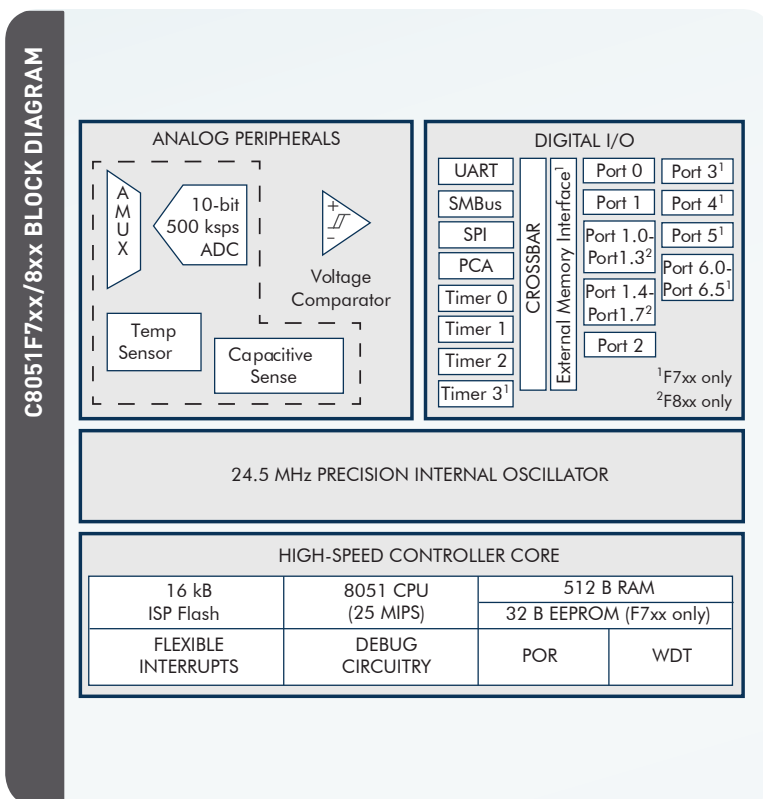 C8051F7xx/8xx BLOCK DIAGRAM
ANALOG PERIPHERALS
AMUX
10-bit
500 ksps
ADC
+
–
Voltage
Comparator
Temp
Sensor
Capacitive
Sense
DIGITAL I/O
UART
SMBus
SPI
PCA
Timer 0
Timer 1
Timer 2
Timer 3¹
CROSSBAR
External Memory Interface¹
Port 0
Port 1
Port 1.0-
Port1.3²
Port 1.4-
Port1.7²
Port 2
Port 3¹
Port 4¹
Port 5¹
Port 6.0-
Port 6.5¹
¹F7xx only
²F8xx only
24.5 MHz PRECISION INTERNAL OSCILLATOR
HIGH-SPEED CONTROLLER CORE
16 kB
ISP Flash
8051 CPU
(25 MIPS)
512 B RAM
32 B EEPROM (F7xx only)
FLEXIBLE
INTERRUPTS
DEBUG
CIRCUITRY
POR
WDT